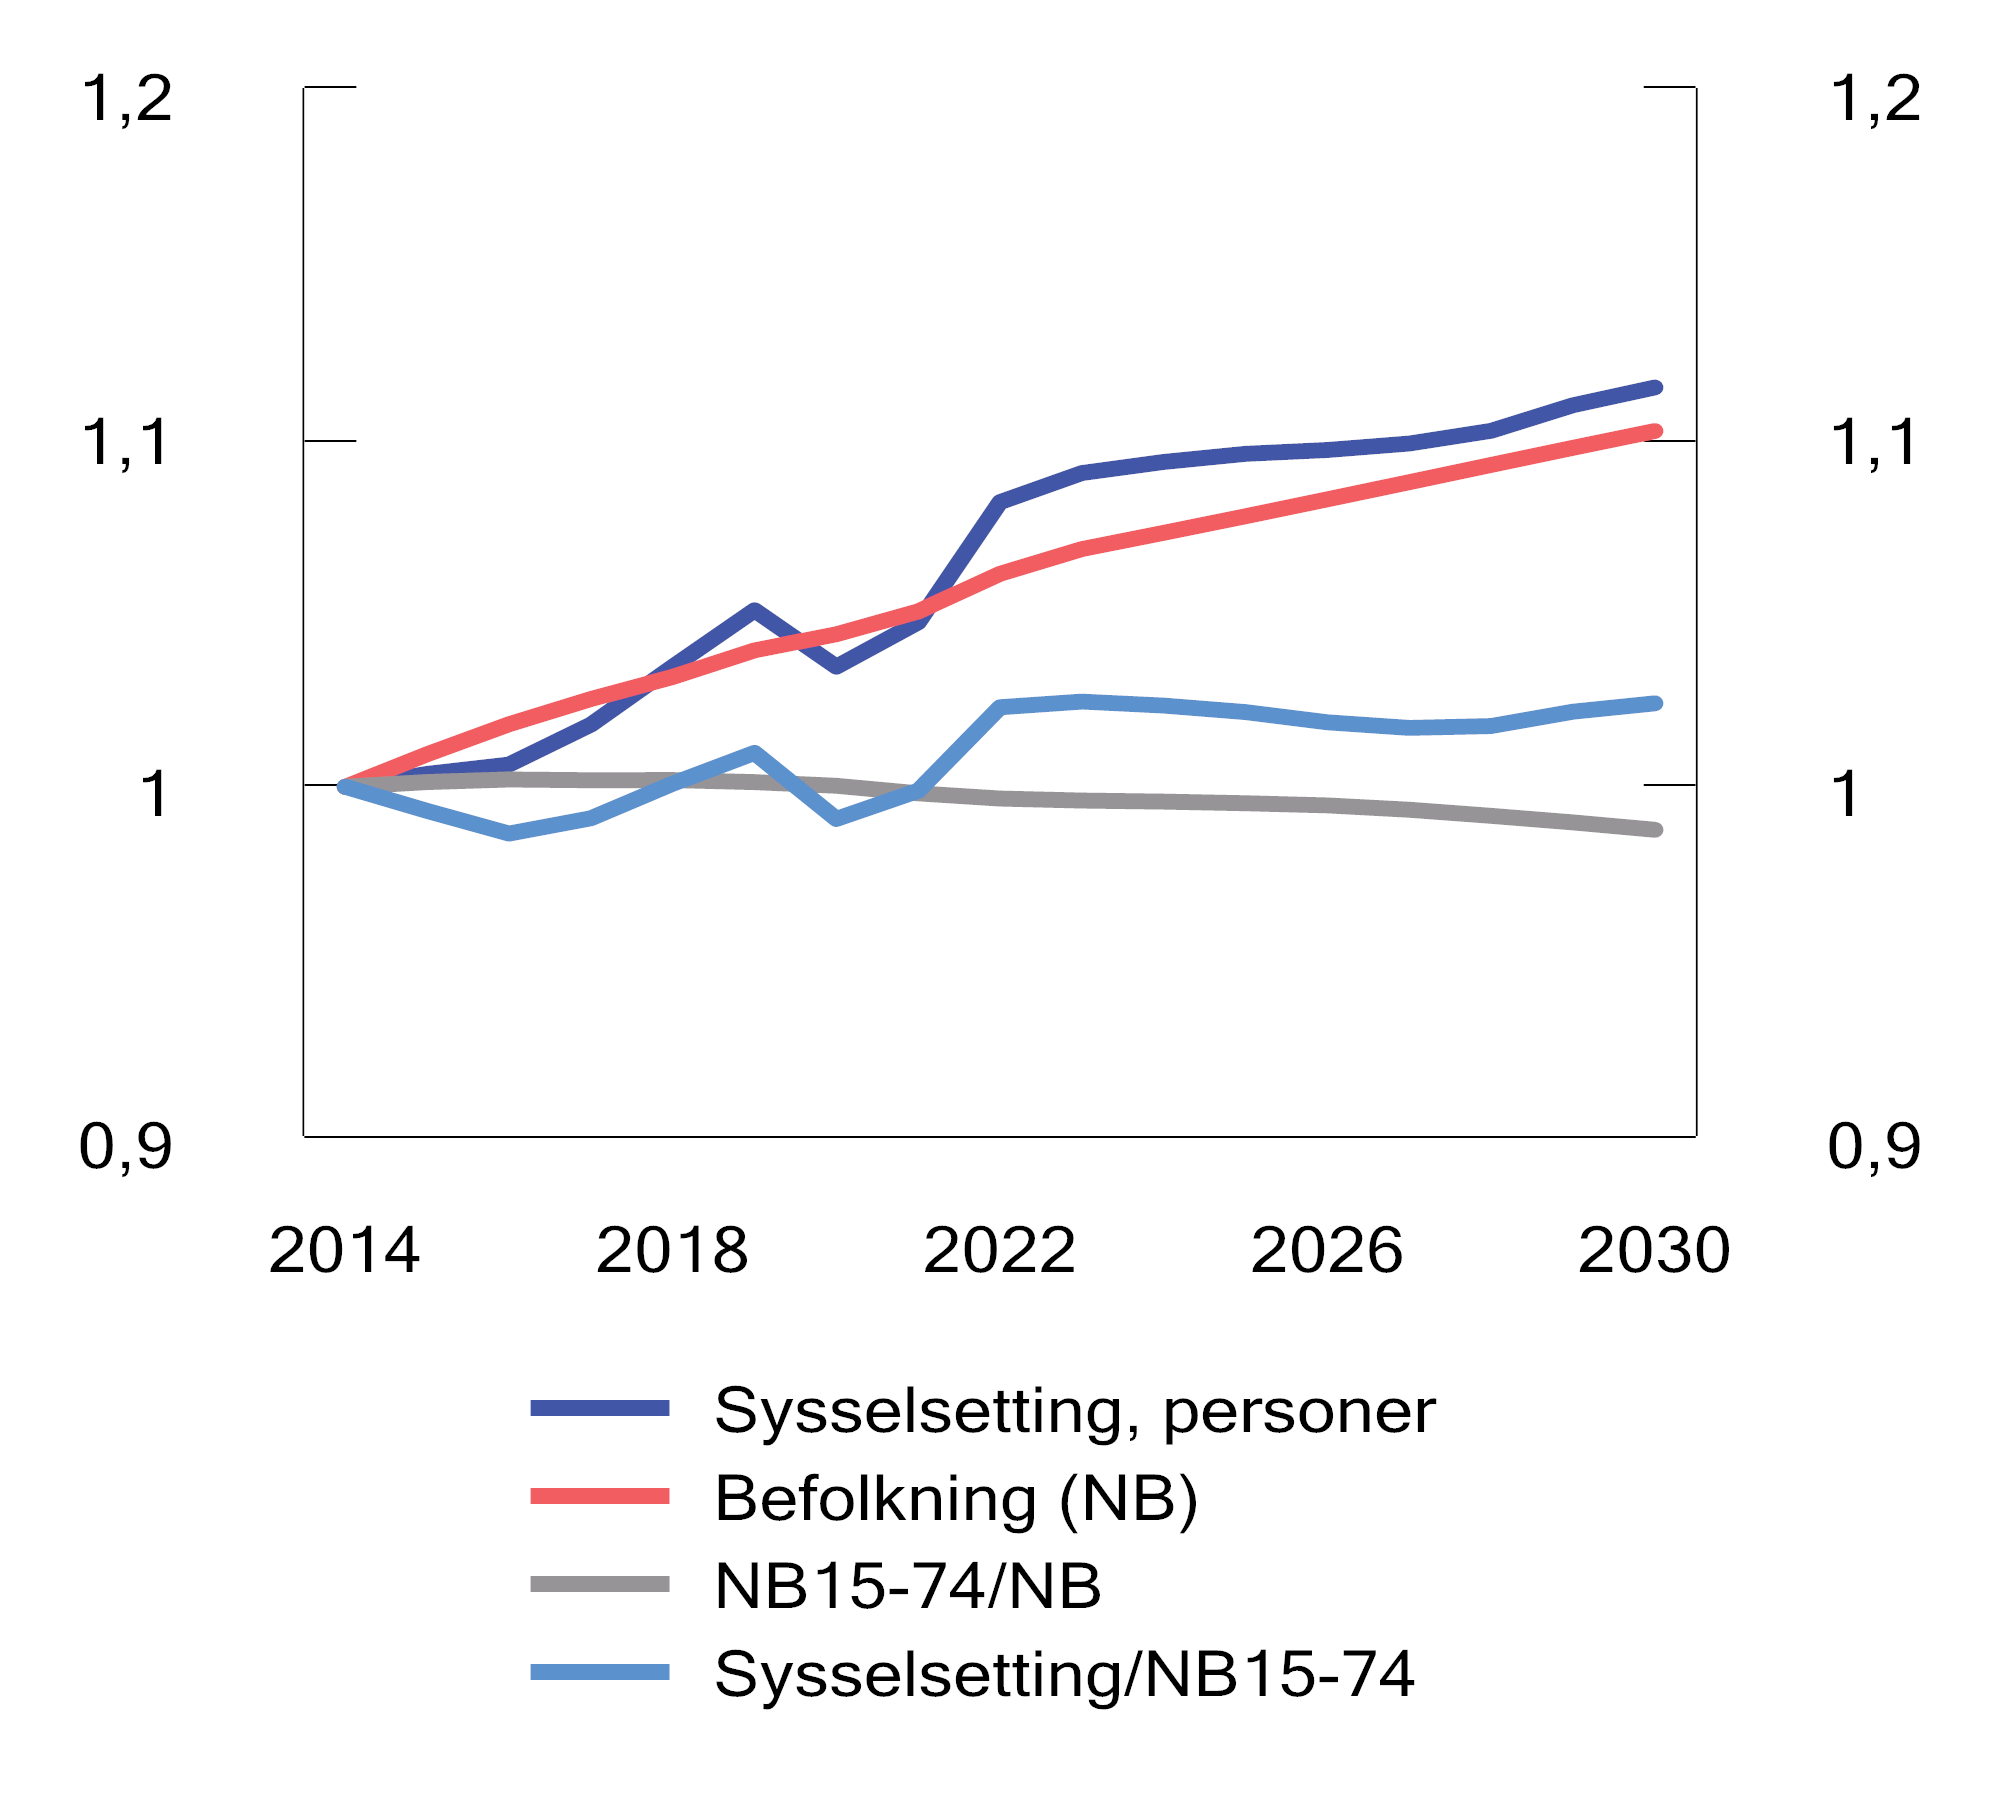 1,2 1,2
1,1 1,1
1 1
0,9 0,9
2014 2018 2022 2026 2030
Sysselsetting, personer
Befolkning (NB)
NB15-74/NB
Sysselsetting/NB15-74